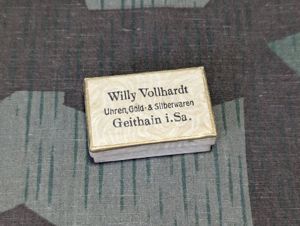 Willy Vollhardt
Uhren, Gold- & Silberwaren
Geithain i. Sa.